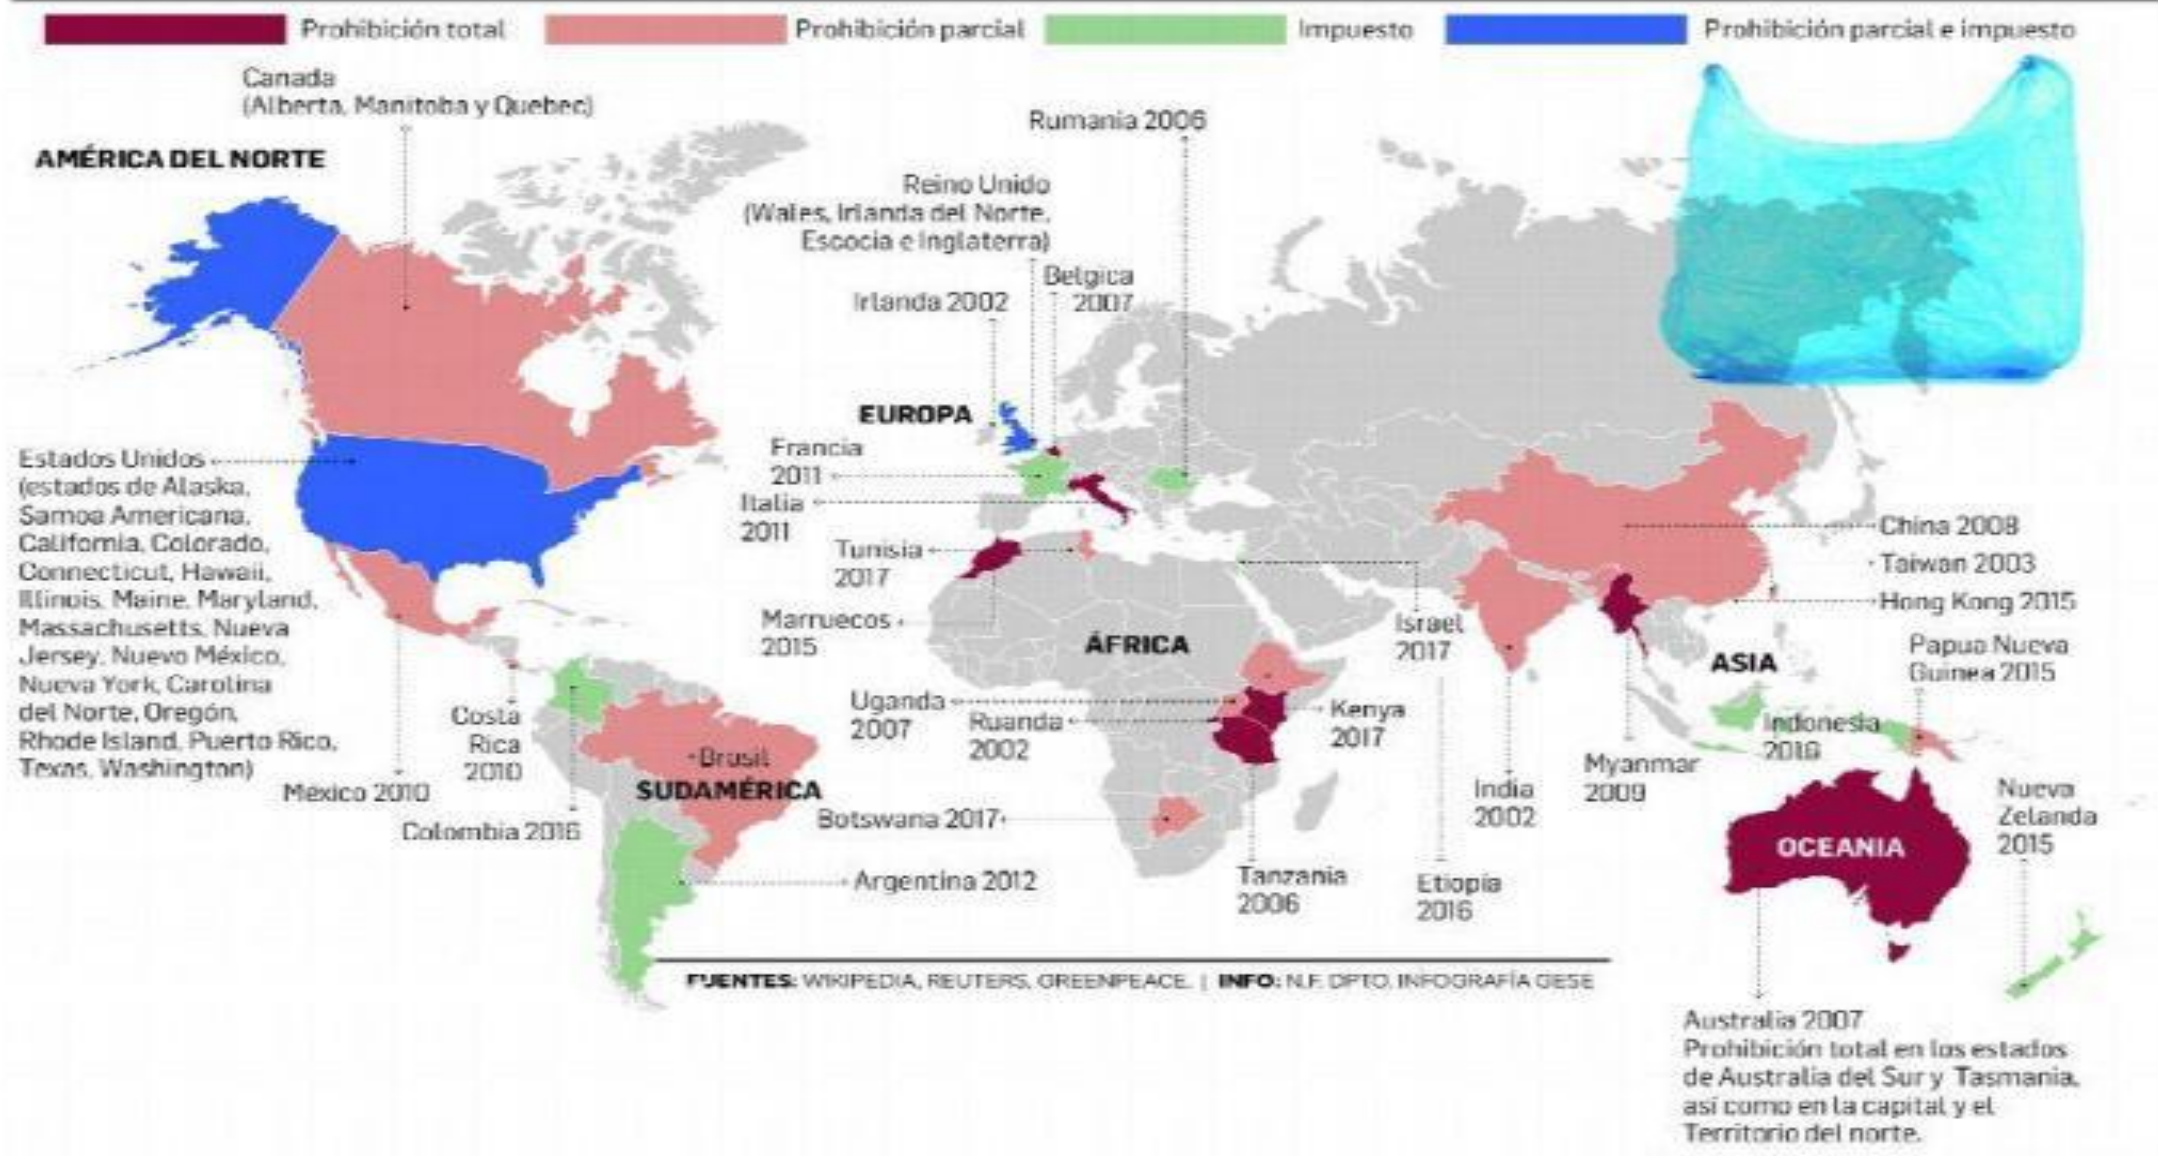 Prohibición total
Prohibición parcial
Impuesto
Prohibición parcial e impuesto
Canada
(Alberta, Manitoba y Quebec)
AMÉRICA DEL NORTE
Rumania 2006
Reino Unido
(Wales, Irlanda del Norte,
Escocia e Inglaterra)
Belgica
2007
Irlanda 2002
EUROPA
Francia
2011
Italia
2011
Tunisia
2017
Marruecos
2015
Estados Unidos
(estados de Alaska,
Samoa Americana,
California, Colorado,
Connecticut, Hawaii,
Illinois, Maine, Maryland,
Massachusetts, Nueva
Jersey, Nuevo México,
Nueva York, Carolina
del Norte, Oregón,
Rhode Island, Puerto Rico,
Texas, Washington)
México 2010
Costa
Rica
2010
Colombia 2016
Brasil
SUDAMÉRICA
Argentina 2012
ÁFRICA
Uganda
2007
Ruanda
2002
Kenya
2017
Botswana 2017
Tanzania
2006
Etiopía
2016
Israel
2017
India
2002
Myanmar
2009
China 2008
Taiwan 2003
Hong Kong 2015
ASIA
Papua Nueva
Guinea 2015
Indonesia
OCEANIA
Nueva
Zelanda
2015
Australia 2007
Prohibición total en los estados
de Australia del Sur y Tasmania,
así como en la capital y el
Territorio del norte.
FUENTES: WIKIPEDIA, REUTERS, GREENPEACE. | INFO: N.F. DPTO. INFOGRAFÍA GESE